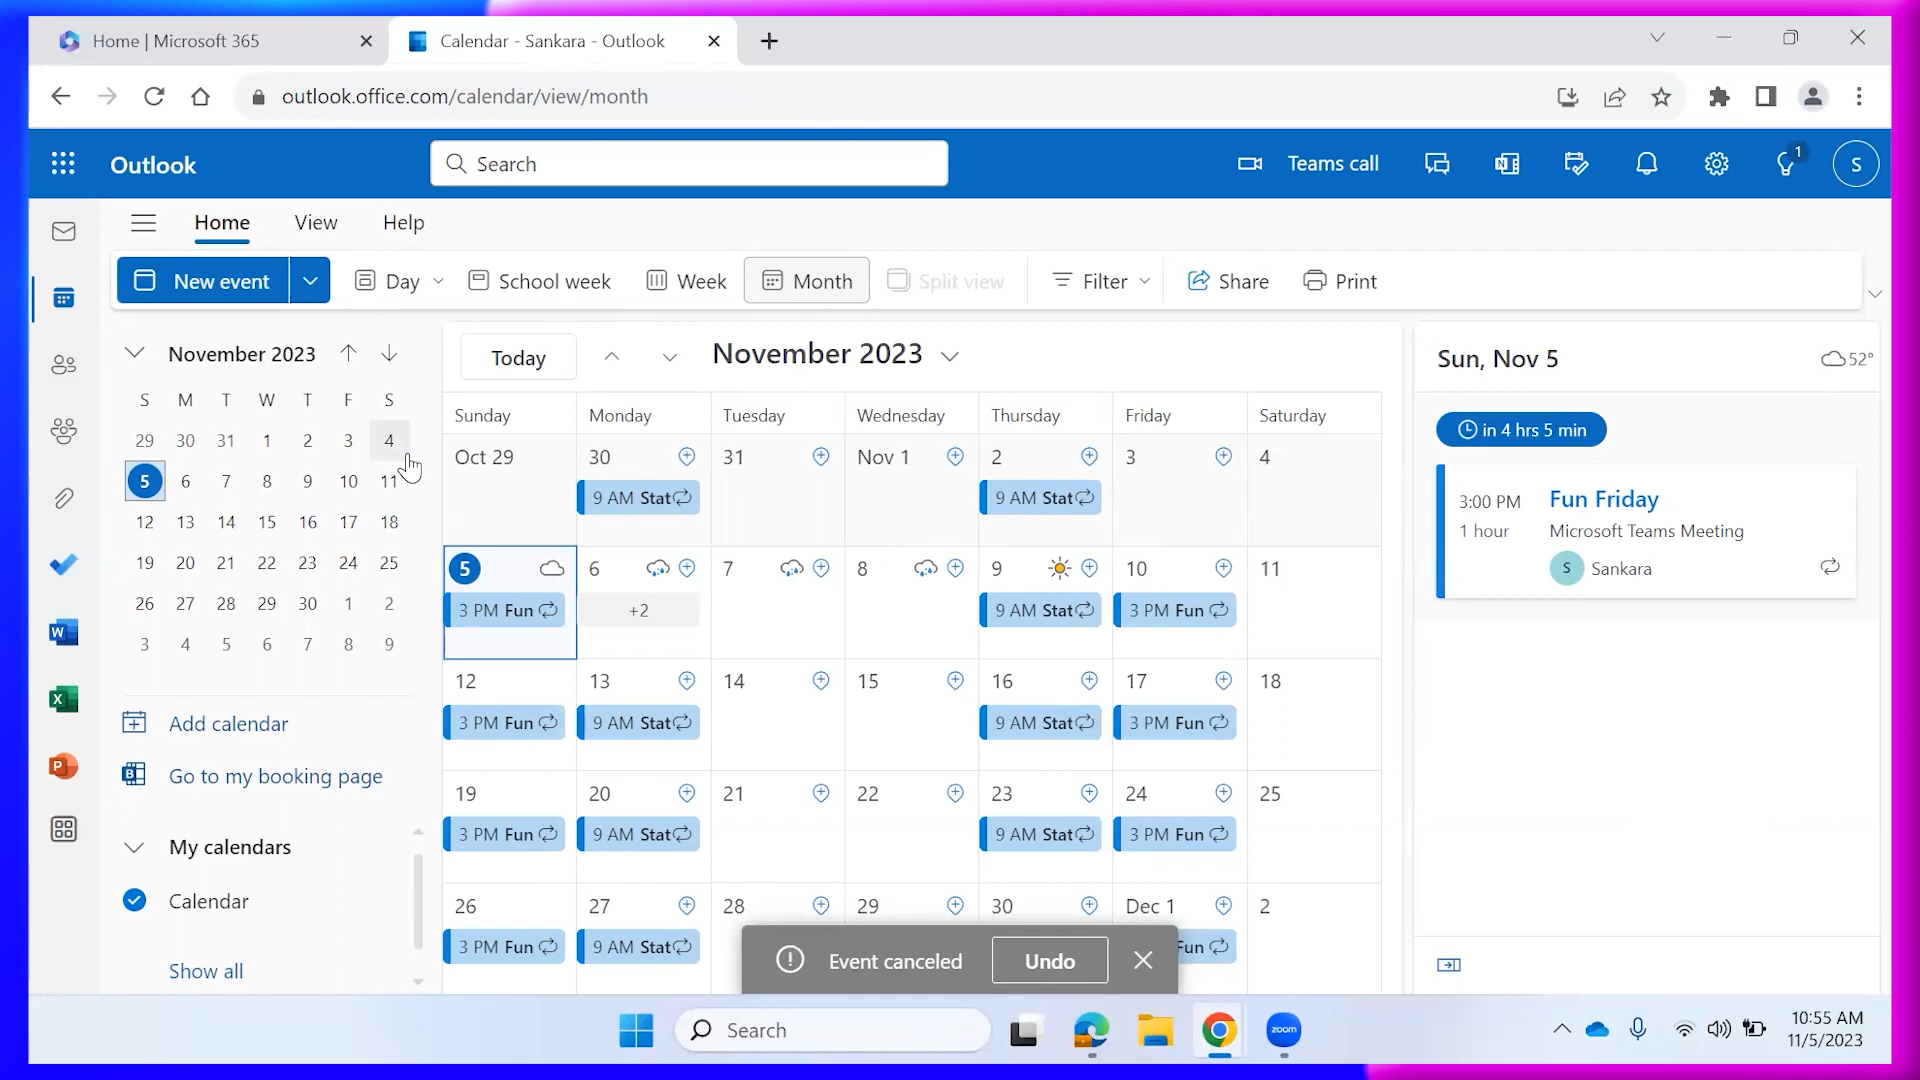 Home | Microsoft 365
Calendar - Sankara - Outlook
outlook.office.com/calendar/view/month
Outlook
Search
Teams call
1
S
Home View Help
New event
Day
School week
Week
Month
Split view
Filter
Share
Print
November 2023
S M T W T F S
29 30 31 1 2 3 4
5 6 7 8 9 10 11
12 13 14 15 16 17 18
19 20 21 22 23 24 25
26 27 28 29 30 1 2
3 4 5 6 7 8 9
Add calendar
Go to my booking page
My calendars
Calendar
Show all
Today
November 2023
Sunday Monday Tuesday Wednesday Thursday Friday Saturday
Oct 29 30 31 Nov 1 2 3 4
9 AM Stat 9 AM Stat
5 6 7 8 9 10 11
3 PM Fun +2 9 AM Stat 3 PM Fun
12 13 14 15 16 17 18
3 PM Fun 9 AM Stat 9 AM Stat 3 PM Fun
19 20 21 22 23 24 25
3 PM Fun 9 AM Stat 9 AM Stat 3 PM Fun
26 27 28 29 30 Dec 1 2
3 PM Fun 9 AM Stat Fun
Event canceled
Undo
Sun, Nov 5
52°
in 4 hrs 5 min
3:00 PM Fun Friday
1 hour Microsoft Teams Meeting
S Sankara
Search
zoom
10:55 AM
11/5/2023